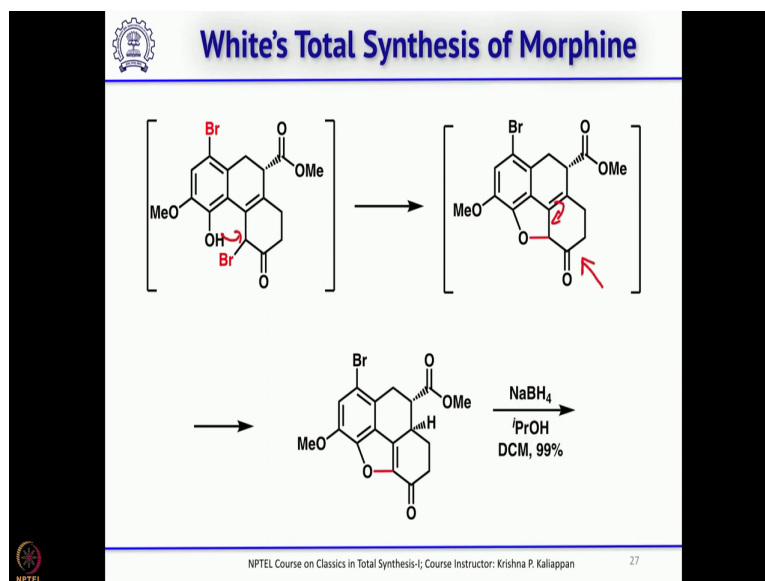 White's Total Synthesis of Morphine
Br
O
OMe
MeO
OH
Br
O
Br
O
OMe
MeO
O
O
Br
O
OMe
H
MeO
O
O
NaBH₄
ⁱPrOH
DCM, 99%
NPTEL Course on Classics in Total Synthesis-I; Course Instructor: Krishna P. Kaliappan
27
NPTEL